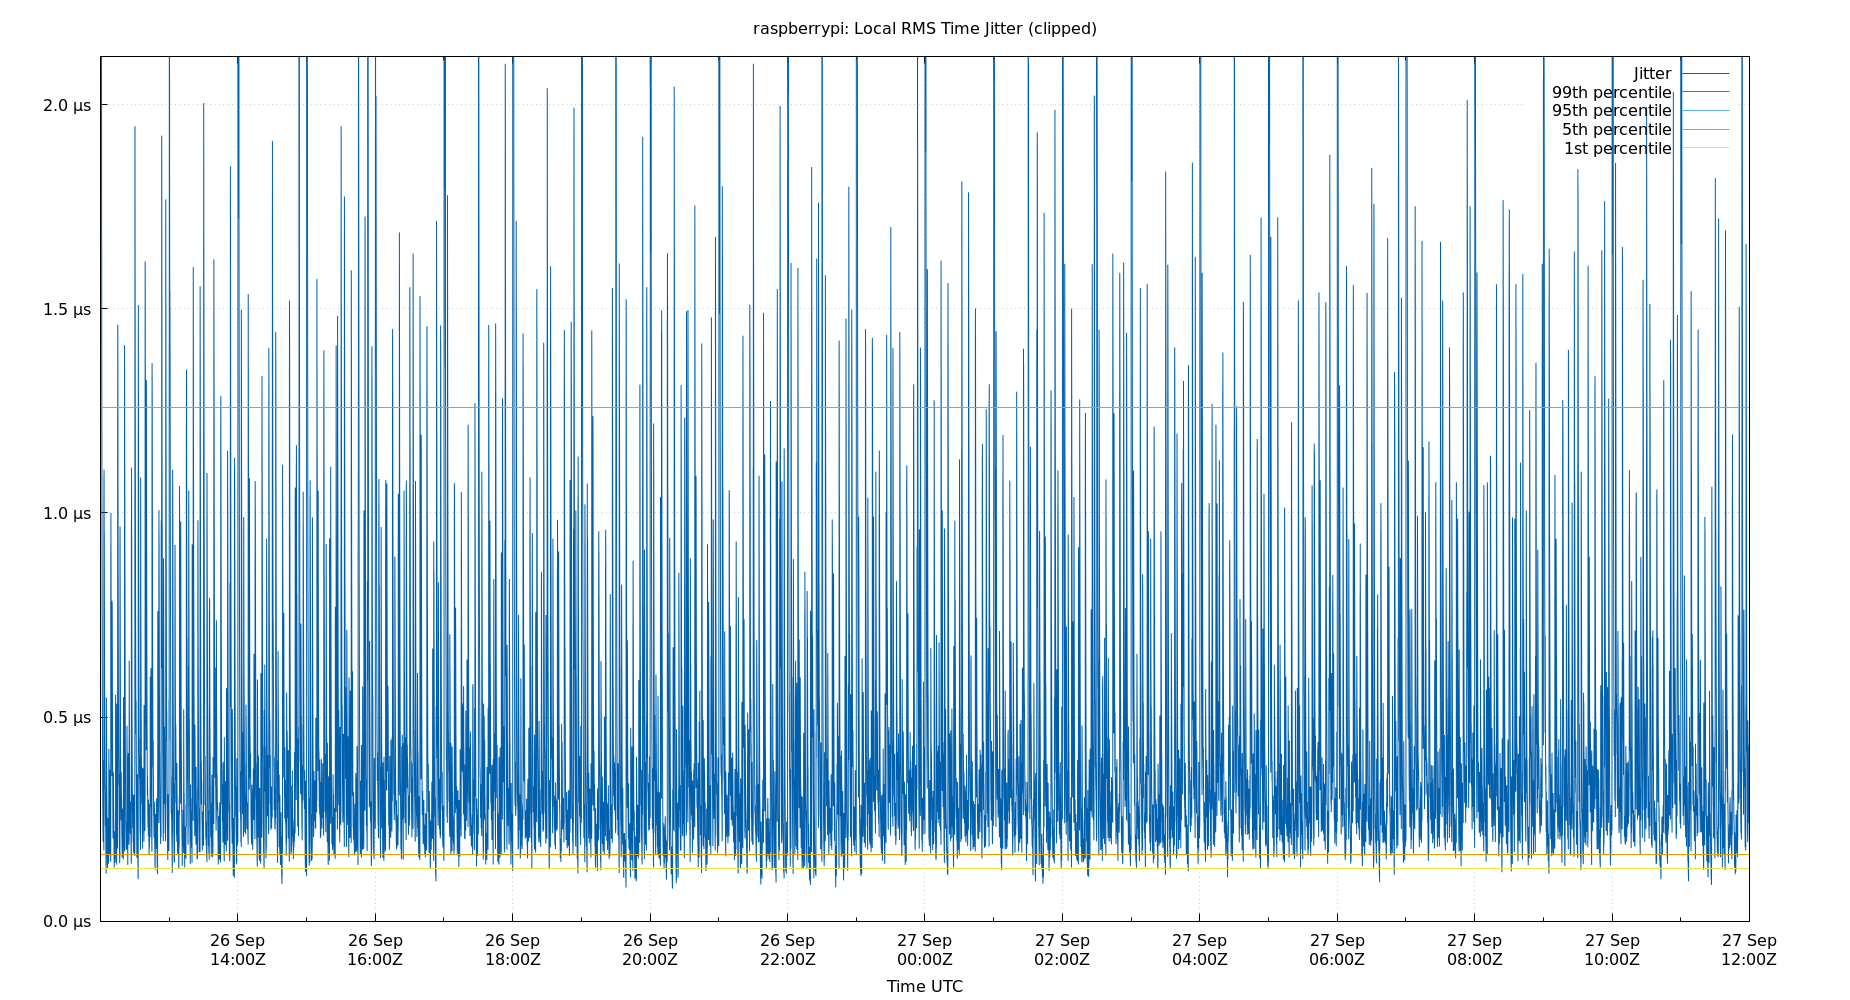 raspberrypi: Local RMS Time Jitter (clipped)
2.0 µs
1.5 µs
1.0 µs
0.5 µs
0.0 µs
Jitter
99th percentile
95th percentile
5th percentile
1st percentile
26 Sep 26 Sep 26 Sep 26 Sep 26 Sep 27 Sep 27 Sep 27 Sep 27 Sep 27 Sep 27 Sep 27 Sep
14:00Z 16:00Z 18:00Z 20:00Z 22:00Z 00:00Z 02:00Z 04:00Z 06:00Z 08:00Z 10:00Z 12:00Z
Time UTC